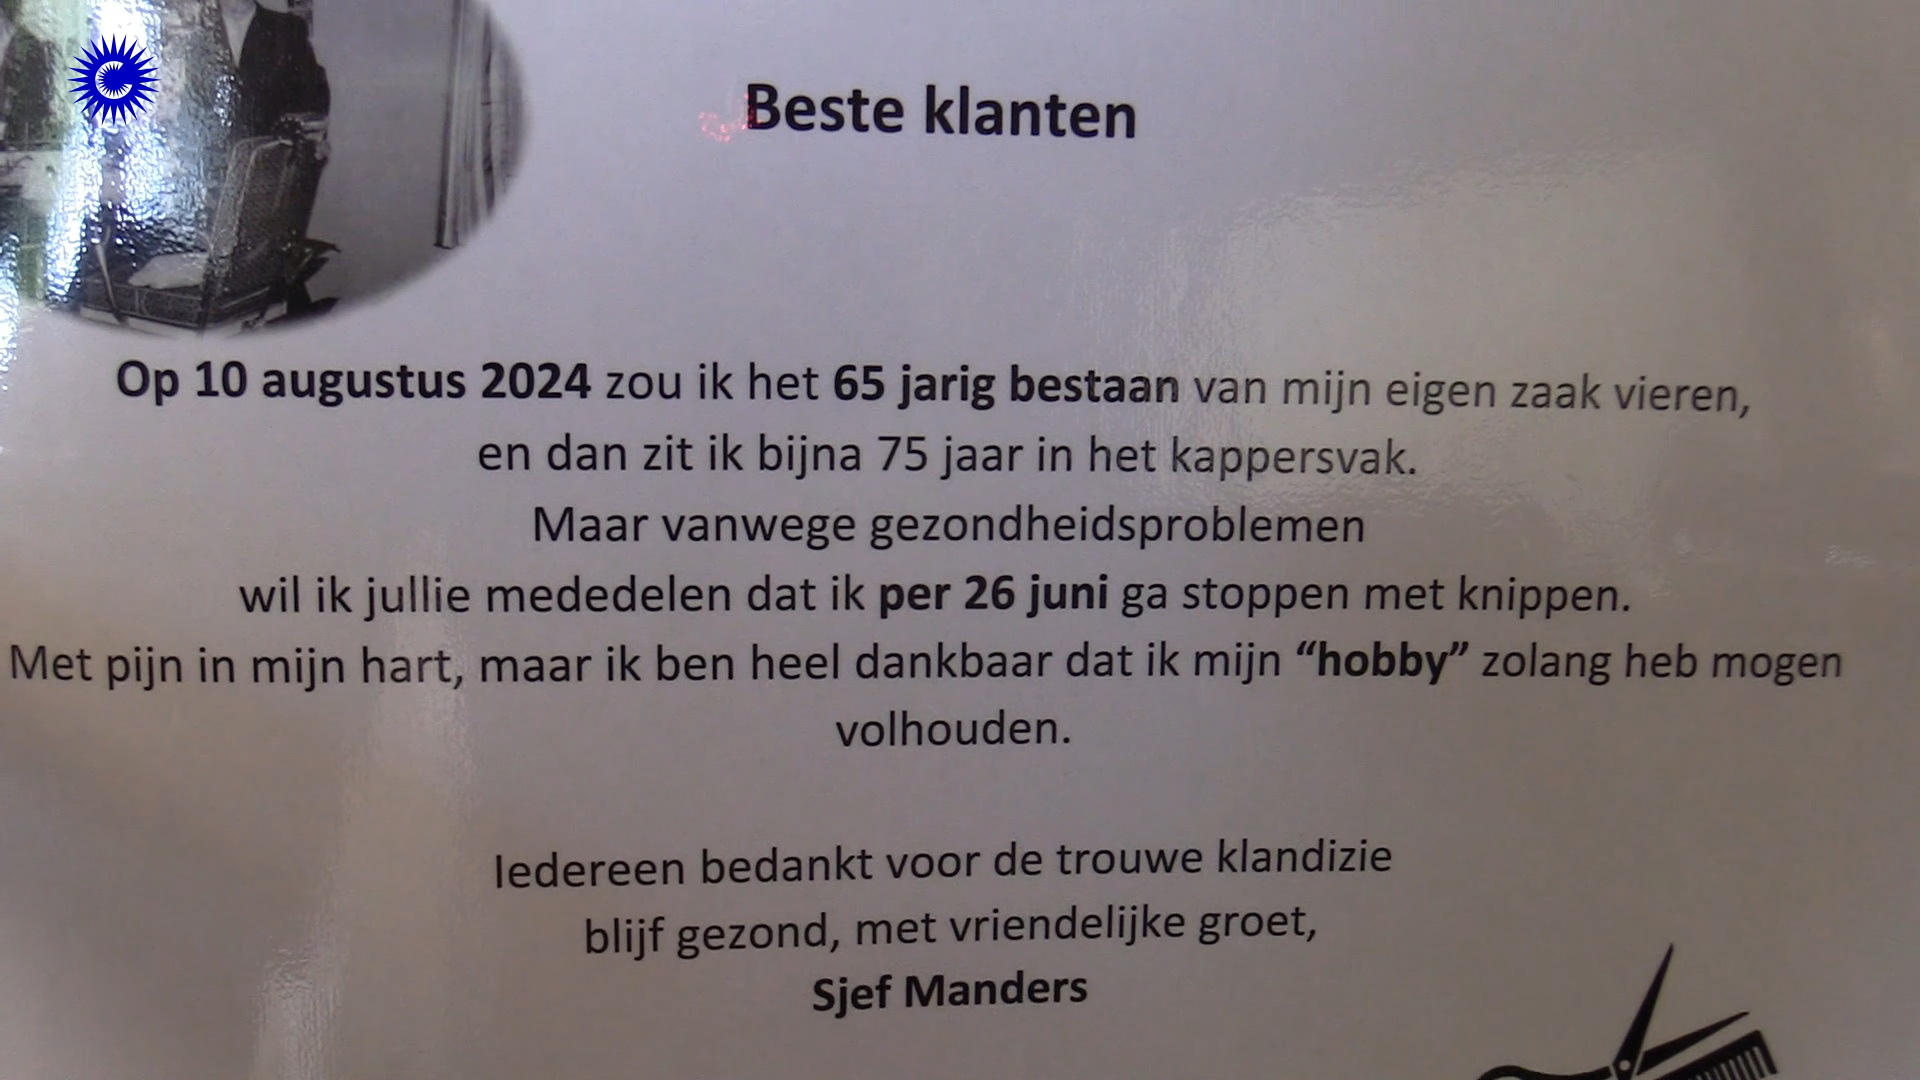 Beste klanten
Op 10 augustus 2024 zou ik het 65 jarig bestaan van mijn eigen zaak vieren,
en dan zit ik bijna 75 jaar in het kappersvak.
Maar vanwege gezondheidsproblemen
wil ik jullie mededelen dat ik per 26 juni ga stoppen met knippen.
Met pijn in mijn hart, maar ik ben heel dankbaar dat ik mijn “hobby” zolang heb mogen
volhouden.
Iedereen bedankt voor de trouwe klandizie
blijf gezond, met vriendelijke groet,
Sjef Manders